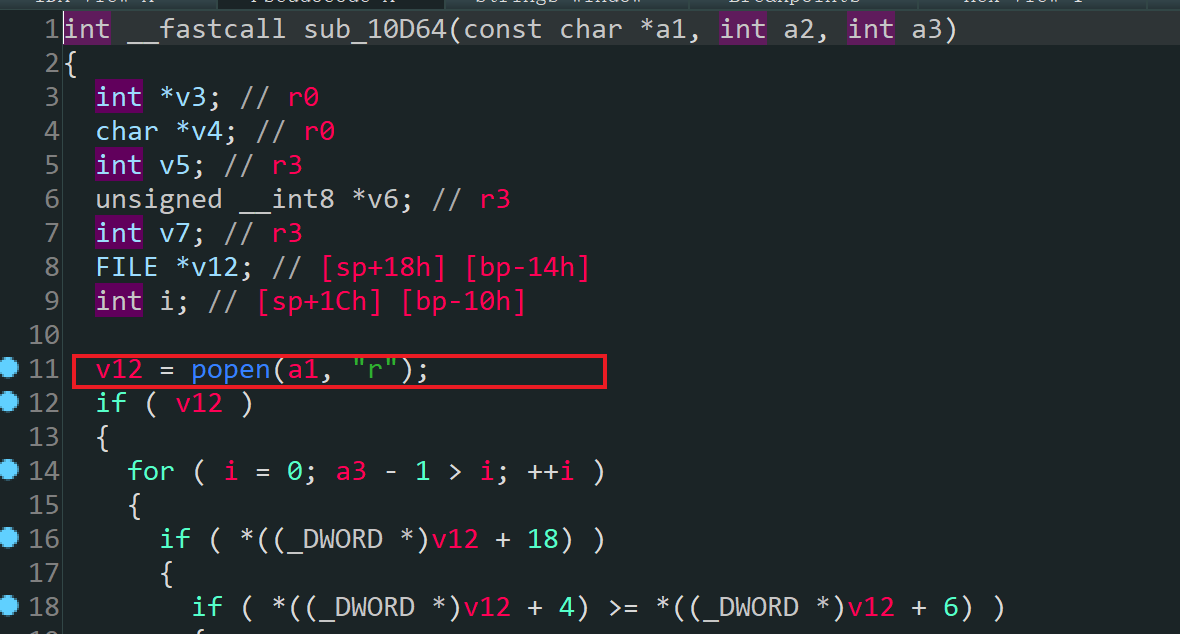 1 int __fastcall sub_10D64(const char *a1, int a2, int a3)
2 {
3 int *v3; // r0
4 char *v4; // r0
5 int v5; // r3
6 unsigned __int8 *v6; // r3
7 int v7; // r3
8 FILE *v12; // [sp+18h] [bp-14h]
9 int i; // [sp+1Ch] [bp-10h]
10
11 v12 = popen(a1, "r");
12 if ( v12 )
13 {
14 for ( i = 0; a3 - 1 > i; ++i )
15 {
16 if ( *((_DWORD *)v12 + 18) )
17 {
18 if ( *((_DWORD *)v12 + 4) >= *((_DWORD *)v12 + 6) )